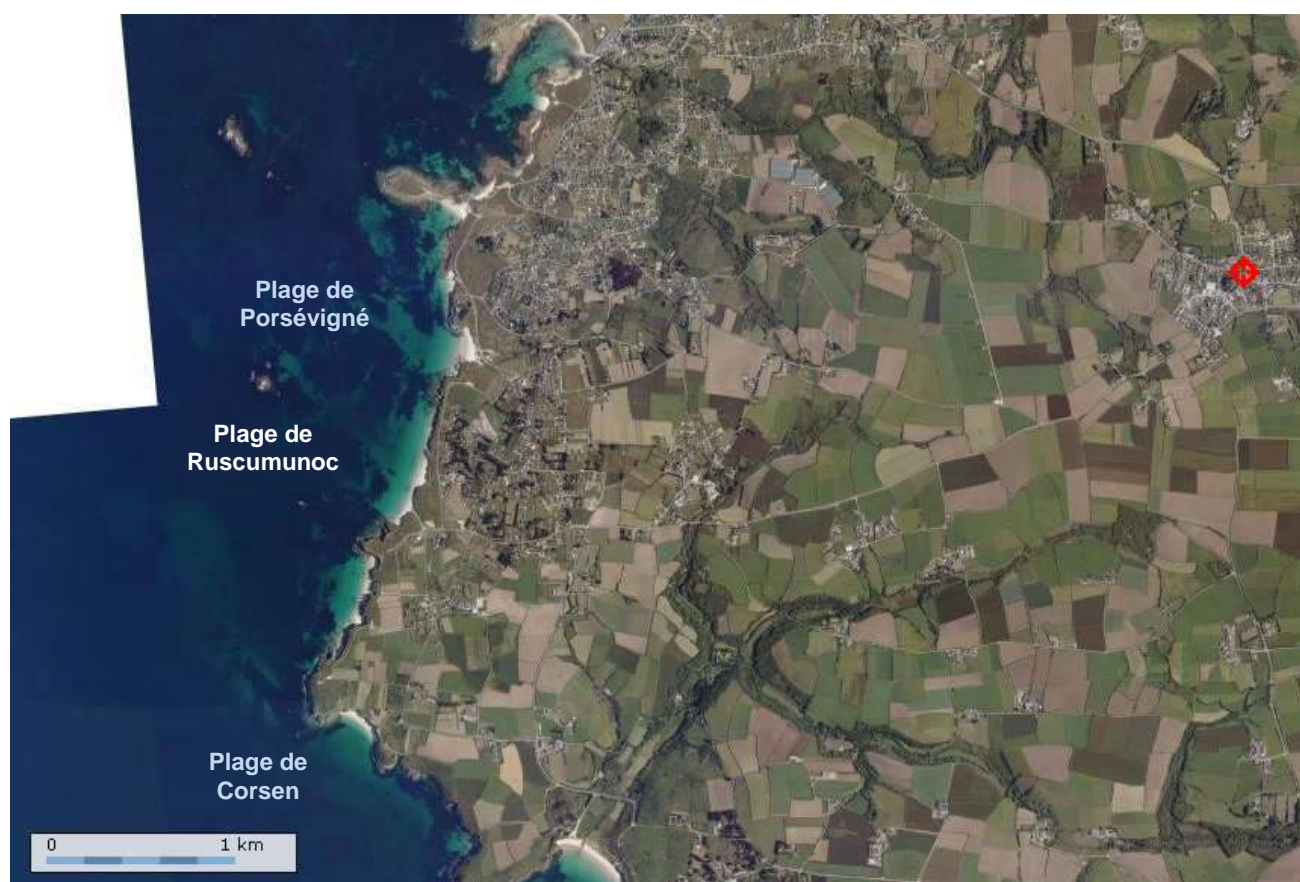 Plage de
Porsévigné
Plage de
Ruscumunoc
Plage de
Corsen
0 1 km